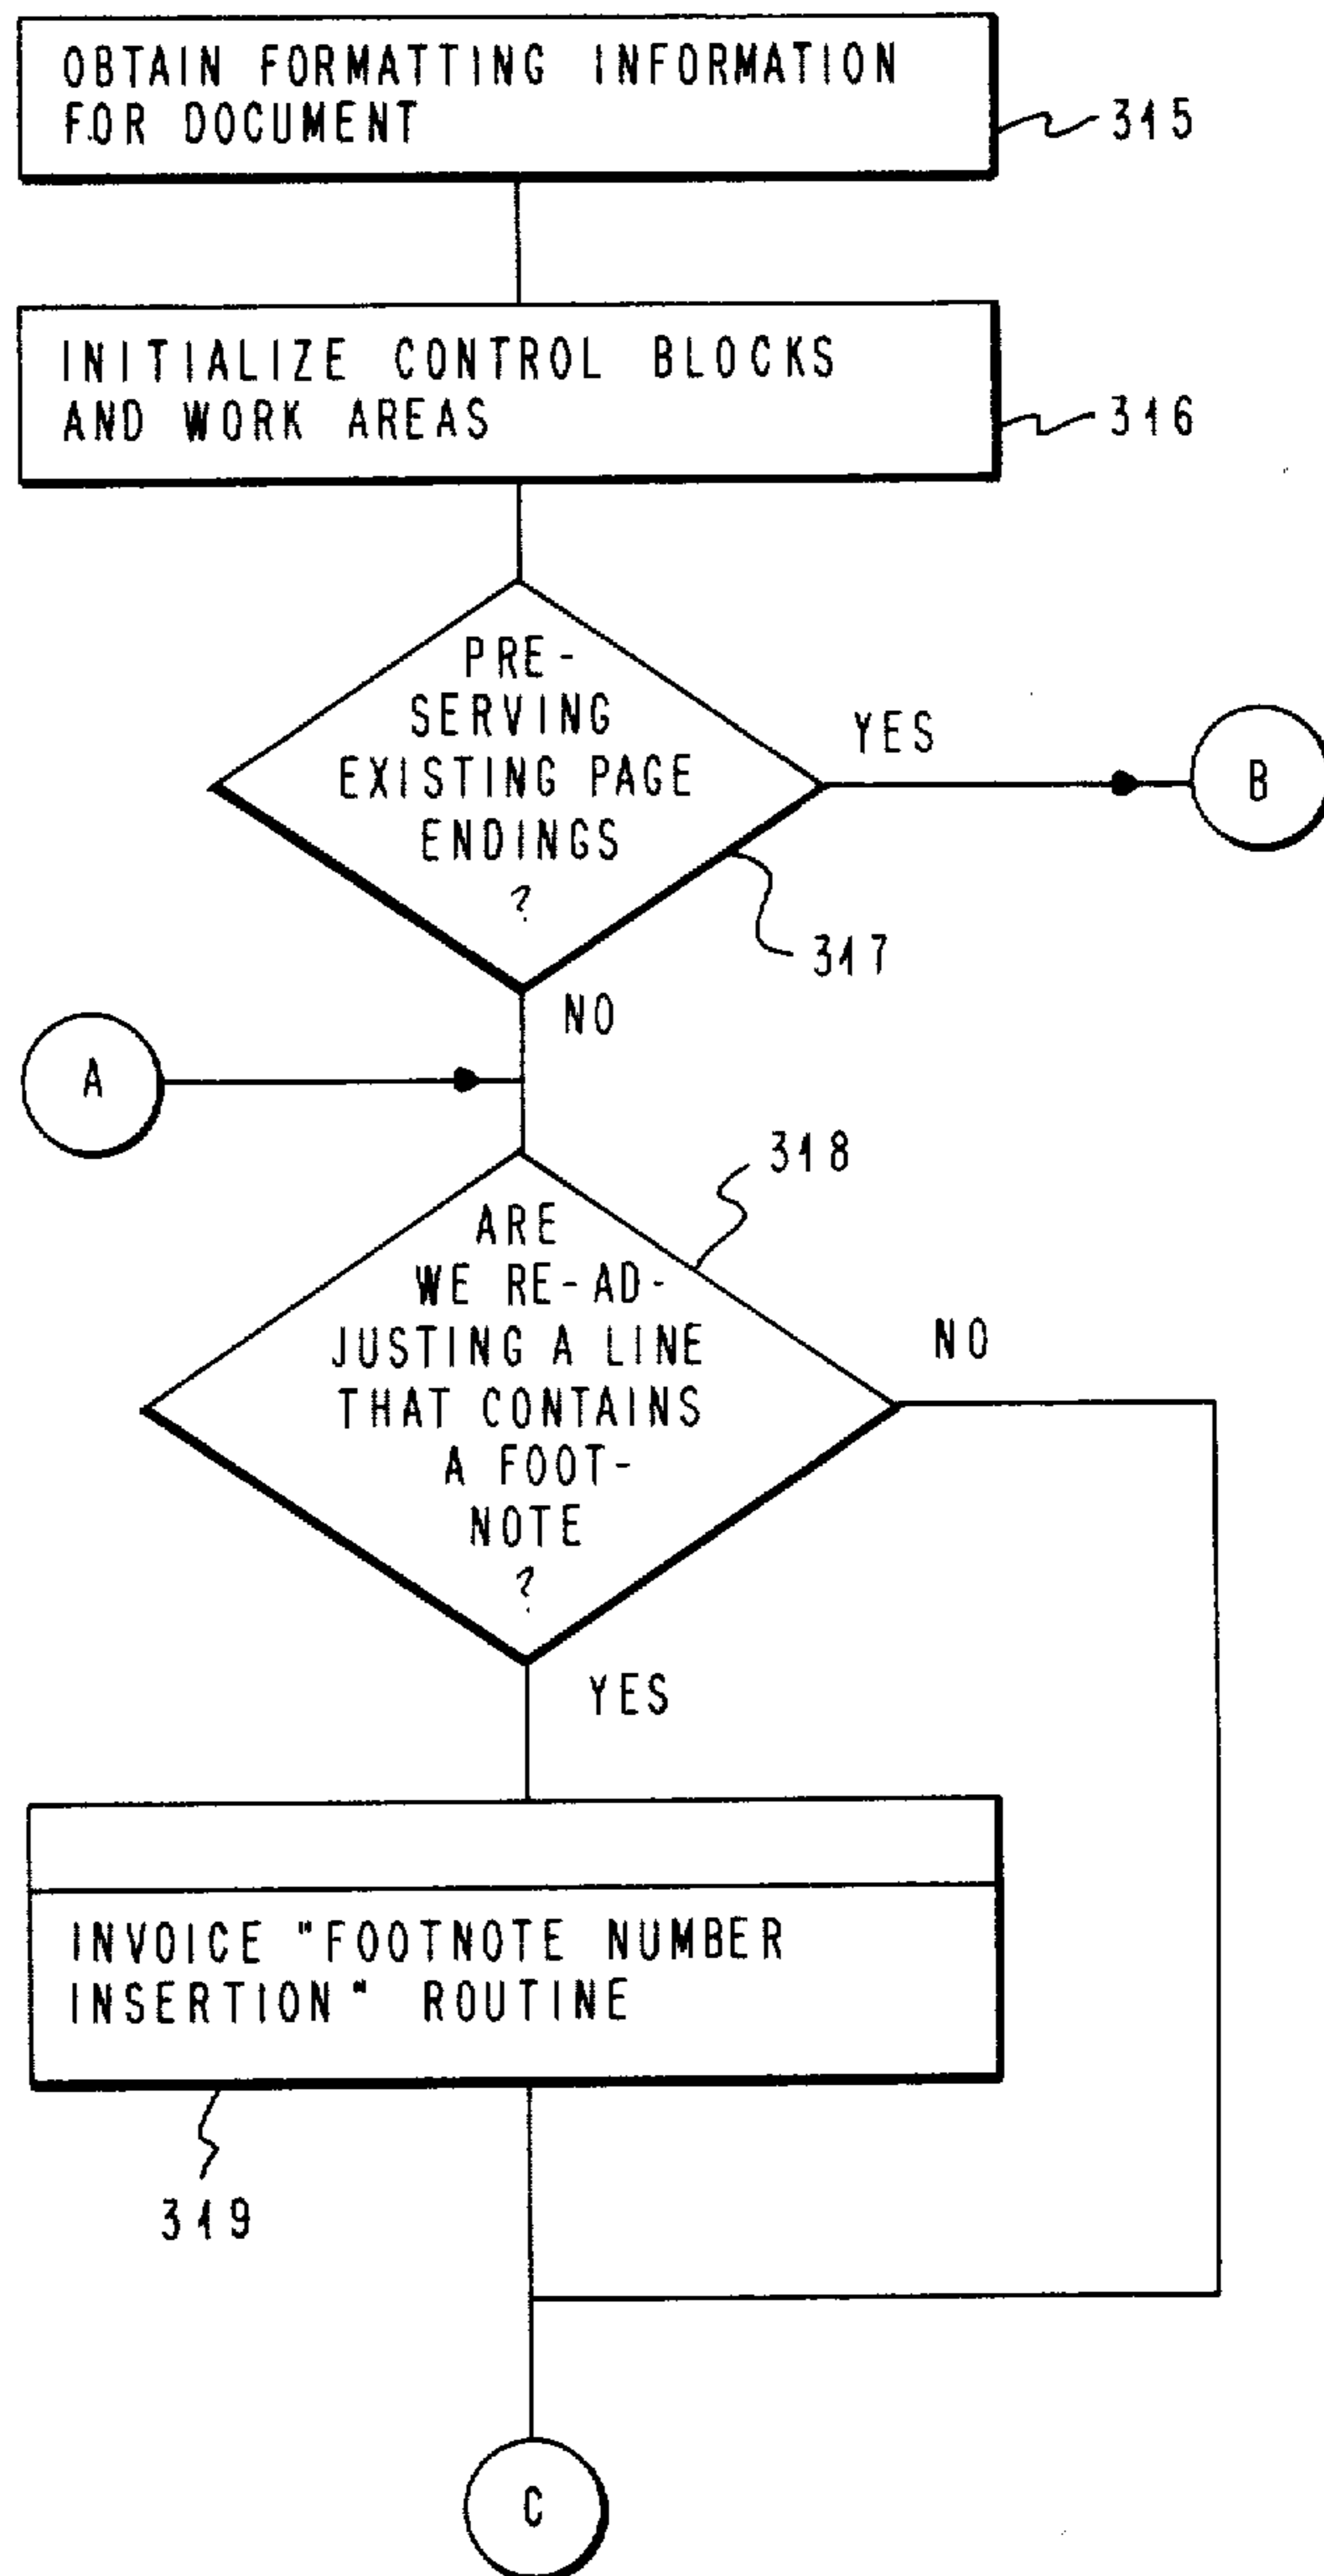 OBTAIN FORMATTING INFORMATION
FOR DOCUMENT
315
INITIALIZE CONTROL BLOCKS
AND WORK AREAS
316
PRE-
SERVING
EXISTING PAGE
ENDINGS
?
YES
B
317
NO
A
318
ARE
WE RE-AD-
JUSTING A LINE
THAT CONTAINS
A FOOT-
NOTE
?
NO
YES
INVOICE "FOOTNOTE NUMBER
INSERTION" ROUTINE
319
C